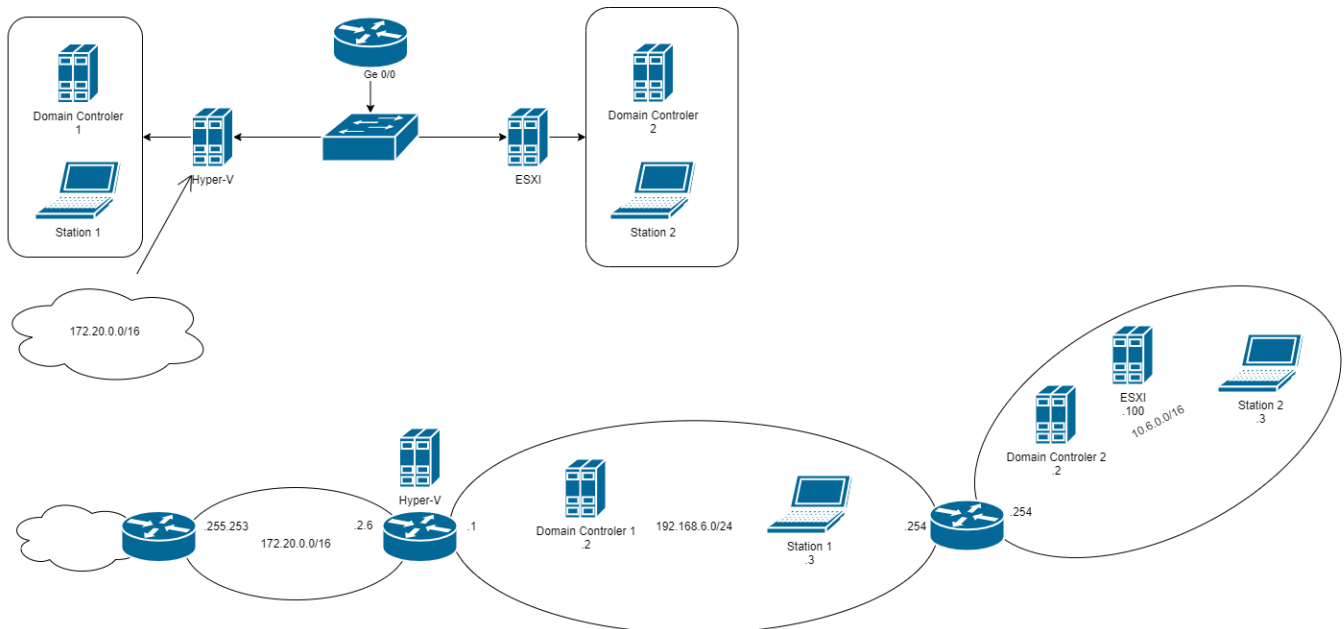 Ge 0/0
Domain Controler
1
Domain Controler
2
Hyper-V
ESXI
Station 1
Station 2
172.20.0.0/16
ESXI
.100
10.6.0.0/16
Station 2
.3
Domain Controler 2
.2
Hyper-V
.255.253
.2.6
172.20.0.0/16
.1
Domain Controler 1
.2
192.168.6.0/24
Station 1
.3
.254
.254